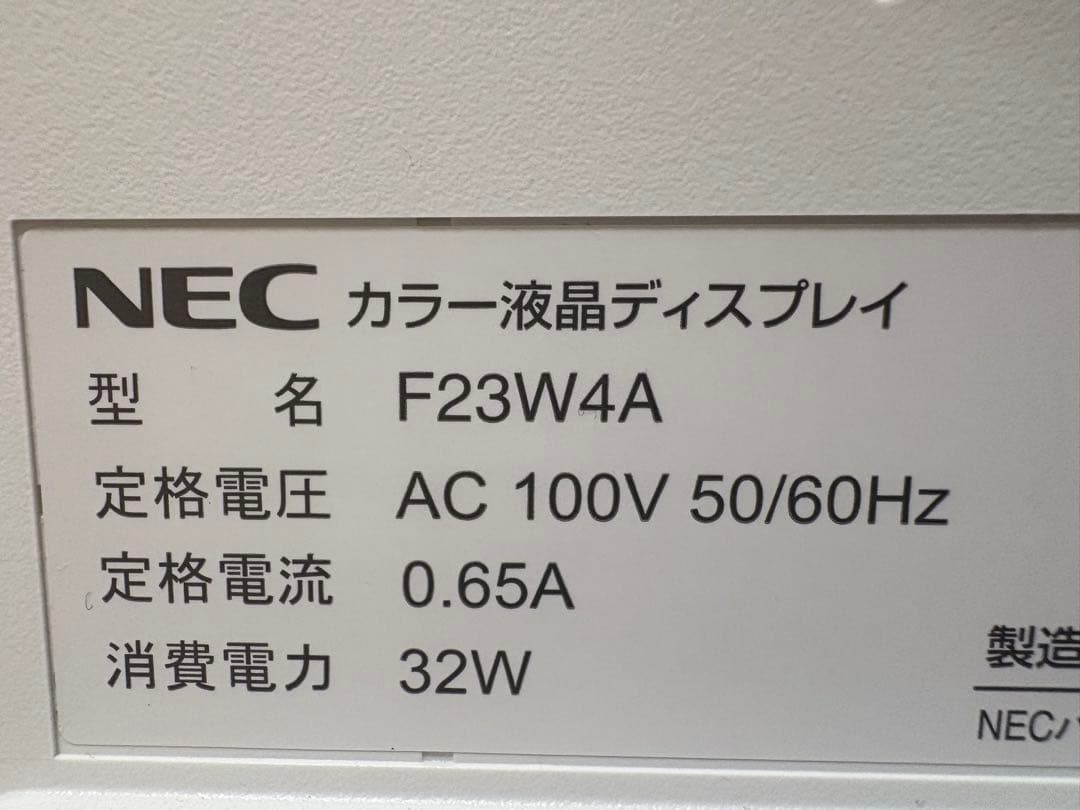 NEC カラー液晶ディスプレイ
型 名 F23W4A
定格電圧 AC 100V 50/60Hz
定格電流 0.65A
消費電力 32W
製造
NEC